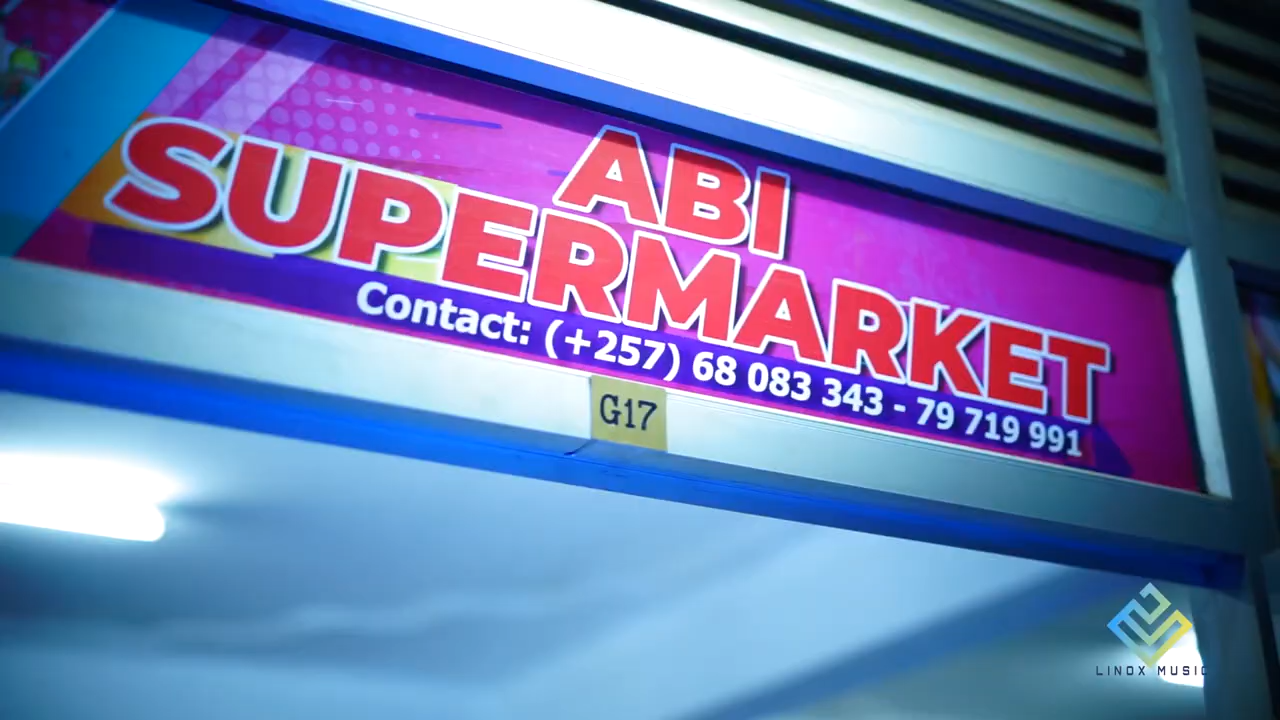 ABI
SUPERMARKET
Contact: (+257) 68 083 343 - 79 719 991
G17
LINOX MUSIC